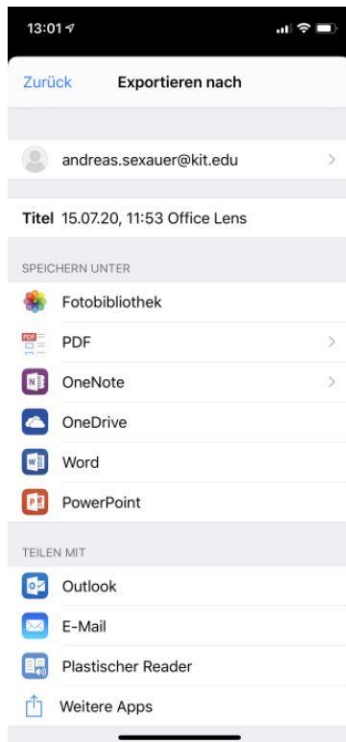 13:01
Zurück Exportieren nach
andreas.sexauer@kit.edu
Titel 15.07.20, 11:53 Office Lens
SPEICHERN UNTER
Fotobibliothek
PDF PDF
N OneNote
OneDrive
W Word
P PowerPoint
TEILEN MIT
o Outlook
E-Mail
Plastischer Reader
Weitere Apps